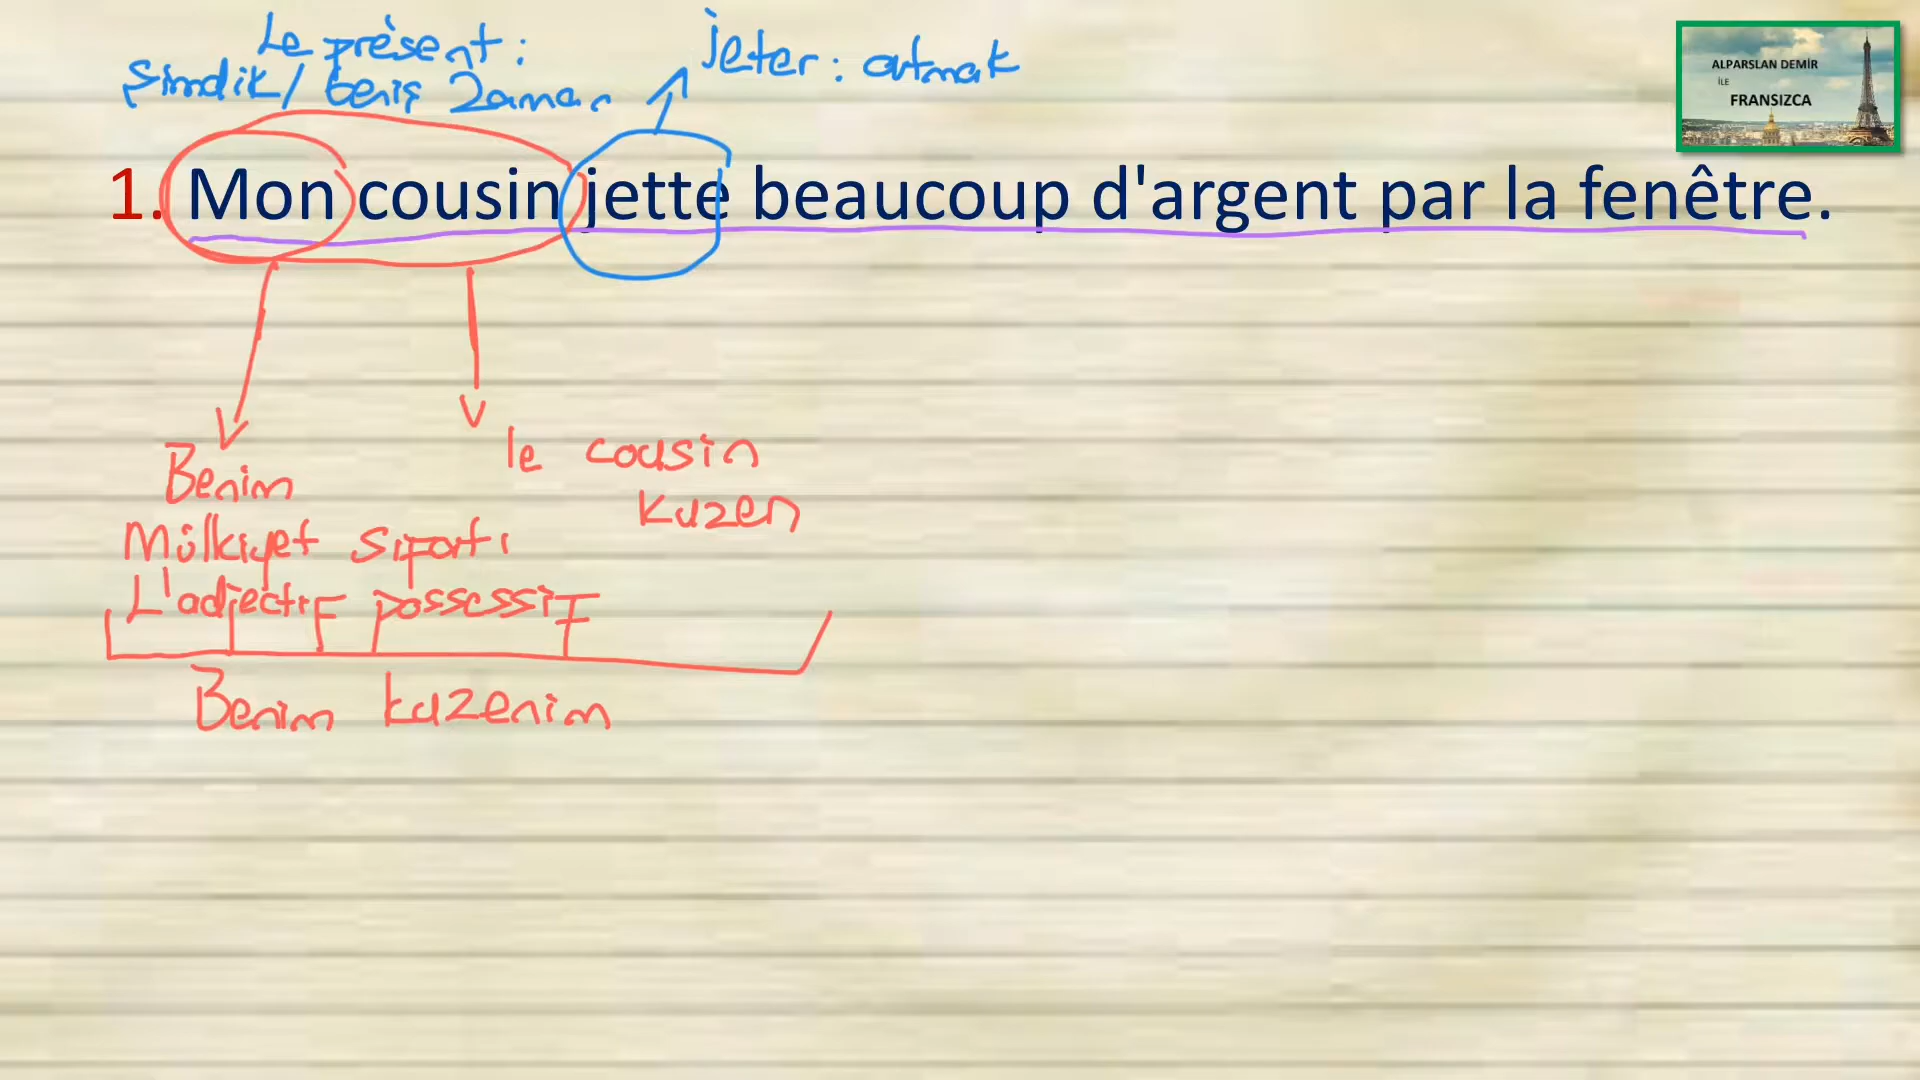 Le présent :
Şimdik/ Geniş Zaman
jeter : atmak
ALPARSLAN DEMİR
İLE
FRANSIZCA
1. Mon cousin jette beaucoup d'argent par la fenêtre.
Benim
le cousin
kuzen
Mülkiyet sıfatı
L'adjectif possessif
Benim kuzenim